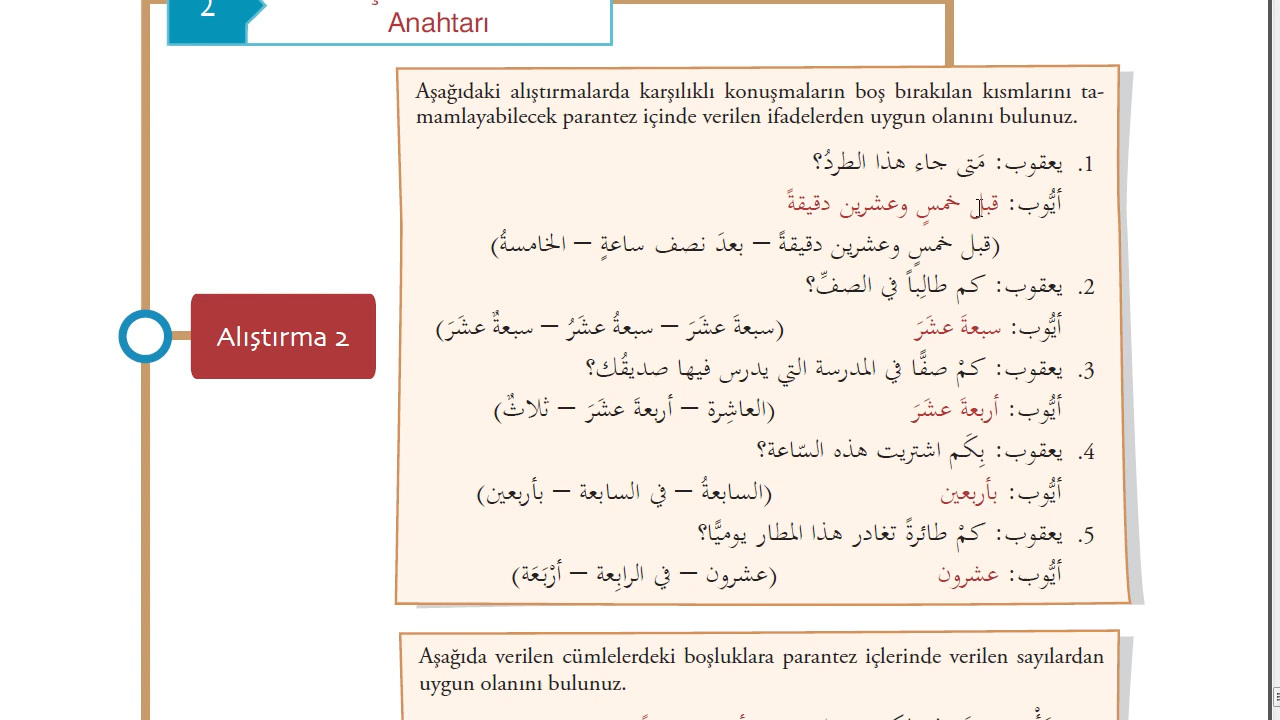 2
Anahtarı
Aşağıdaki alıştırmalarda karşılıklı konuşmaların boş bırakılan kısmlarını ta-
mamlayabilecek parantez içinde verilen ifadelerden uygun olanını bulunuz.
1. يعقوب: مَتى جاء هذا الطردُ؟
أيُّوب: قبل خمسٍ وعشرين دقيقةً
(قبل خمسٍ وعشرين دقيقةً – بعدَ نصف ساعةٍ – الخامسةُ)
2. يعقوب: كم طالِباً في الصفِّ؟
أيُّوب: سبعةَ عشَرَ (سبعةَ عشَرَ – سبعةُ عشَرُ – سبعةٌ عشَرَ)
3. يعقوب: كمْ صفًّا في المدرسة التي يدرس فيها صديقُك؟
أيُّوب: أربعةَ عشَرَ (العاشِرة – أربعةَ عشَرَ – ثلاثٌ)
4. يعقوب: بِكَم اشتريت هذه السّاعة؟
أيُّوب: بأربعين (السابعةُ – في السابعة – بأربعين)
5. يعقوب: كمْ طائرةً تغادر هذا المطار يوميًّا؟
أيُّوب: عشرون (عشرون – في الرابِعة – أرْبَعَة)
Alıştırma 2
Aşağıda verilen cümlelerdeki boşluklara parantez içlerinde verilen sayılardan
uygun olanını bulunuz.